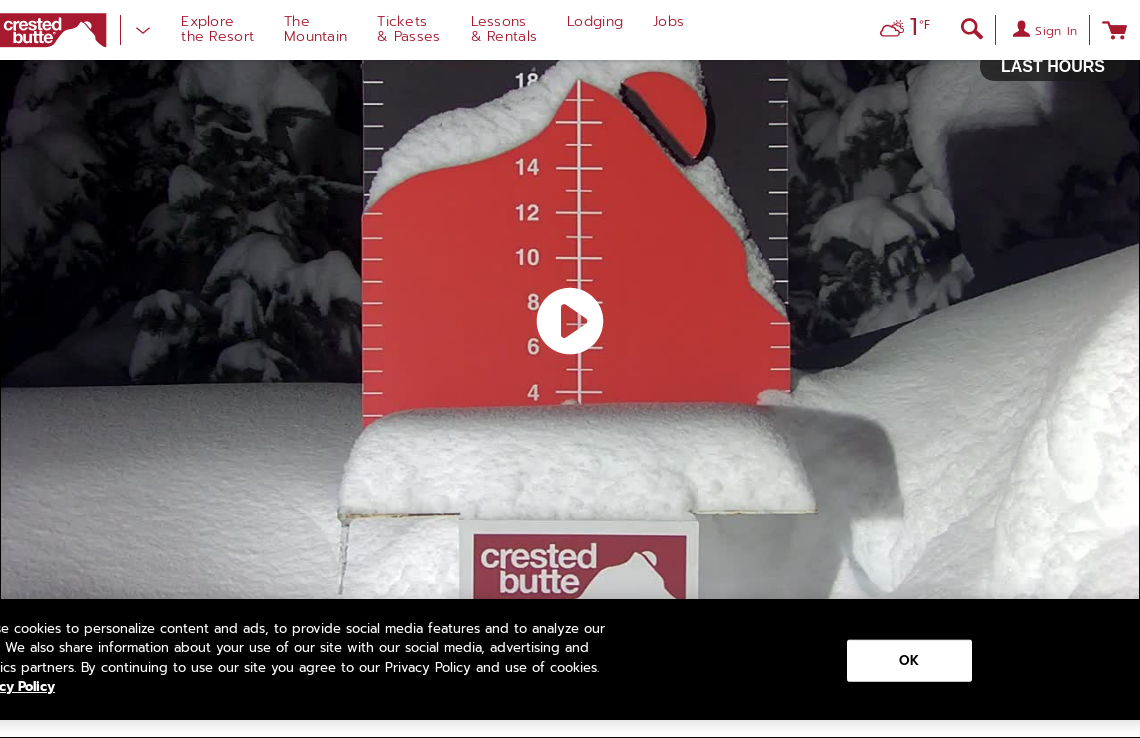 crested
butte
Explore
the Resort
The
Mountain
Tickets
& Passes
Lessons
& Rentals
Lodging
Jobs
1 °F
Sign In
LAST HOURS
18
14
12
10
8
6
4
crested
butte
cookies to personalize content and ads, to provide social media features and to analyze our
We also share information about your use of our site with our social media, advertising and
partners. By continuing to use our site you agree to our Privacy Policy and use of cookies.
Policy
OK